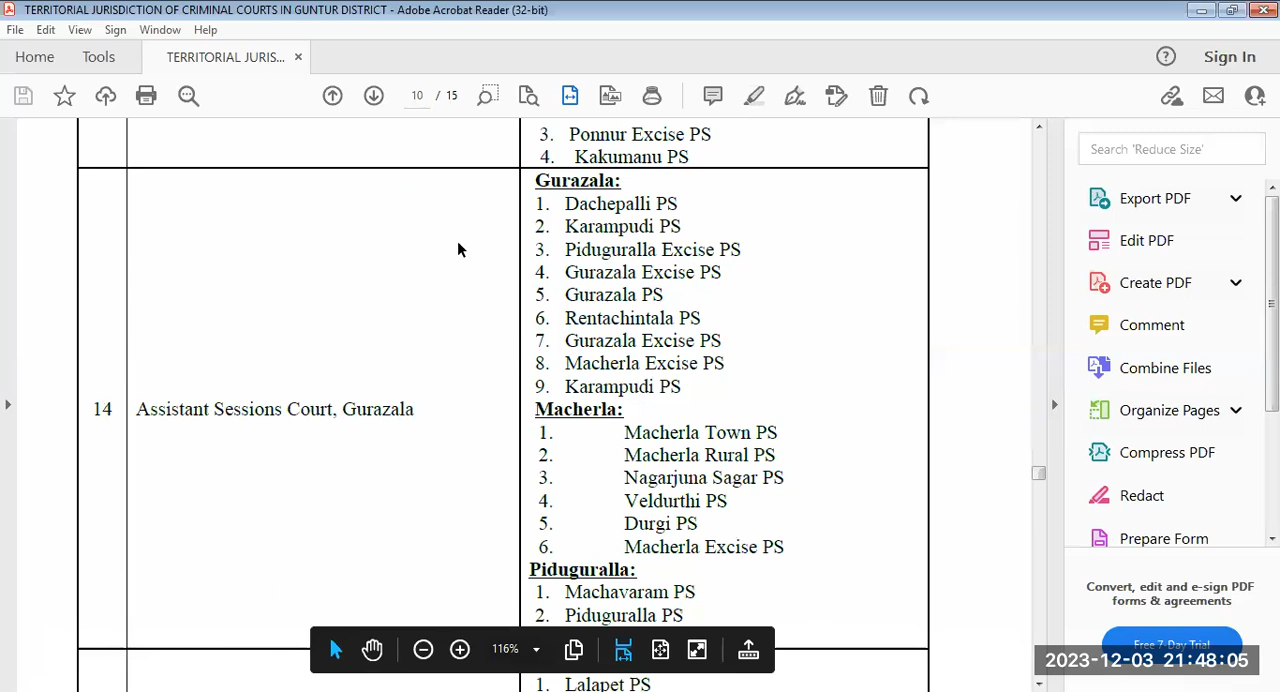 TERRITORIAL JURISDICTION OF CRIMINAL COURTS IN GUNTUR DISTRICT - Adobe Acrobat Reader (32-bit)
File Edit View Sign Window Help
Home Tools TERRITORIAL JURIS... × Sign In
10 / 15
3. Ponnur Excise PS
4. Kakumanu PS
Gurazala:
1. Dachepalli PS
2. Karampudi PS
3. Piduguralla Excise PS
4. Gurazala Excise PS
5. Gurazala PS
6. Rentachintala PS
7. Gurazala Excise PS
8. Macherla Excise PS
9. Karampudi PS
14 Assistant Sessions Court, Gurazala
Macherla:
1. Macherla Town PS
2. Macherla Rural PS
3. Nagarjuna Sagar PS
4. Veldurthi PS
5. Durgi PS
6. Macherla Excise PS
Piduguralla:
1. Machavaram PS
2. Piduguralla PS
1. Lalapet PS
116%
Search 'Reduce Size'
Export PDF
Edit PDF
Create PDF
Comment
Combine Files
Organize Pages
Compress PDF
Redact
Prepare Form
Convert, edit and e-sign PDF
forms & agreements
Free 7-Day Trial
2023-12-03 21:48:05